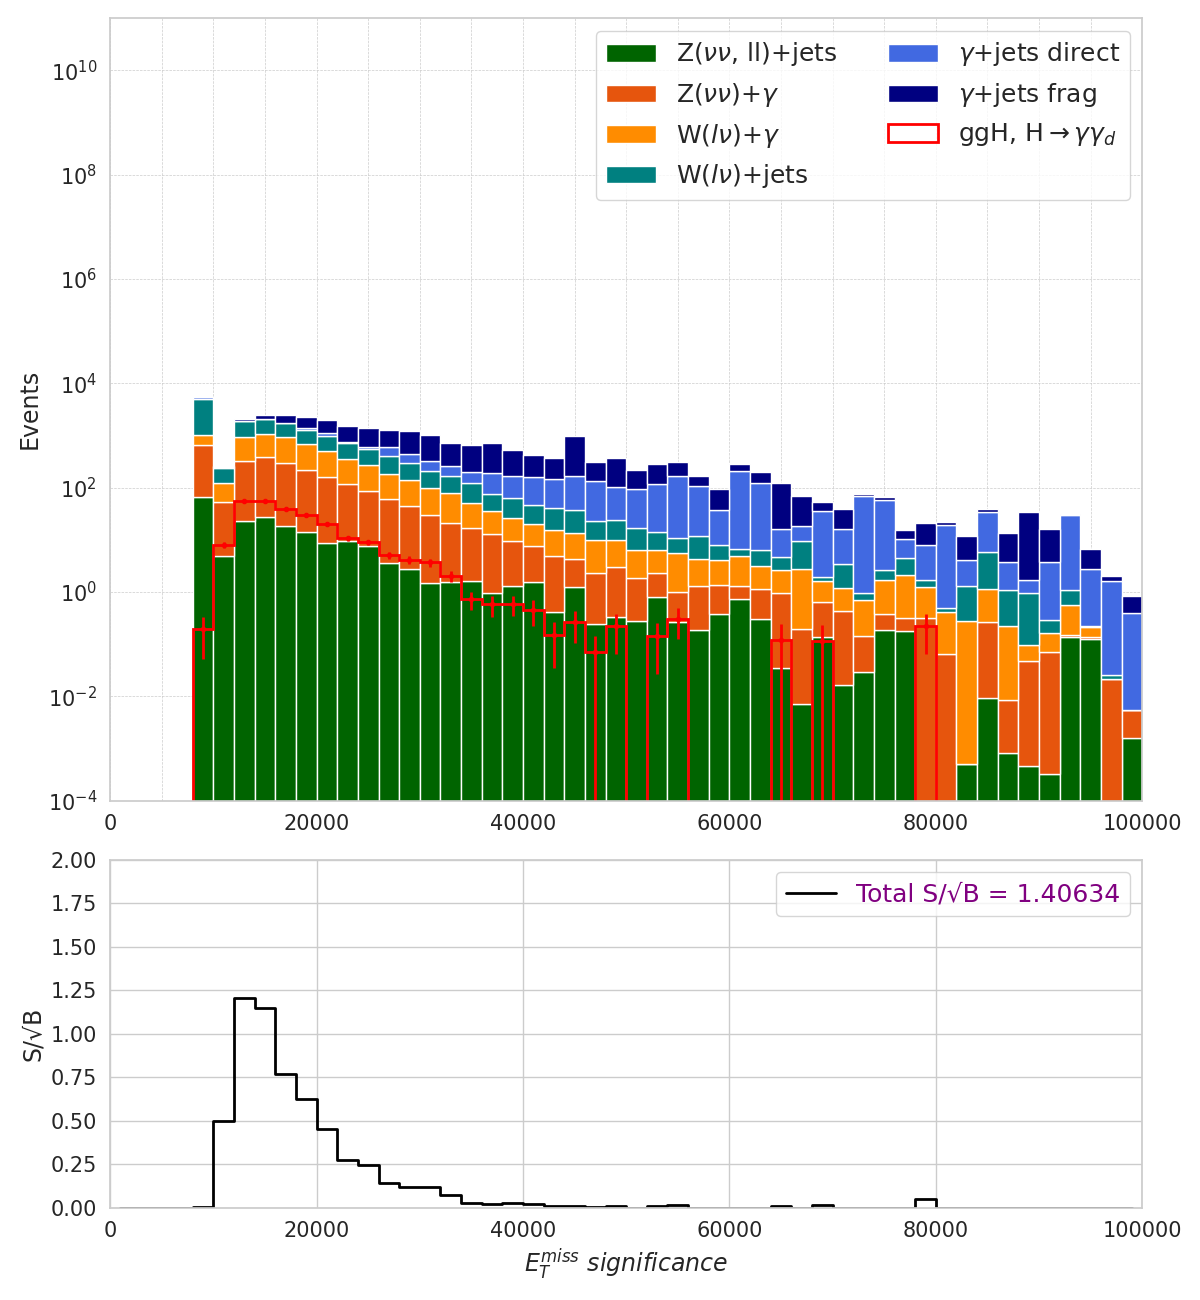 Z(νν, ll)+jets
Z(νν)+γ
W(lν)+γ
W(lν)+jets
γ+jets direct
γ+jets frag
ggH, H→γγ_d
Events
10^10
10^8
10^6
10^4
10^2
10^0
10^−2
10^−4
0 20000 40000 60000 80000 100000
Total S/√B = 1.40634
S/√B
2.00
1.75
1.50
1.25
1.00
0.75
0.50
0.25
0.00
0 20000 40000 60000 80000 100000
E_T^miss significance